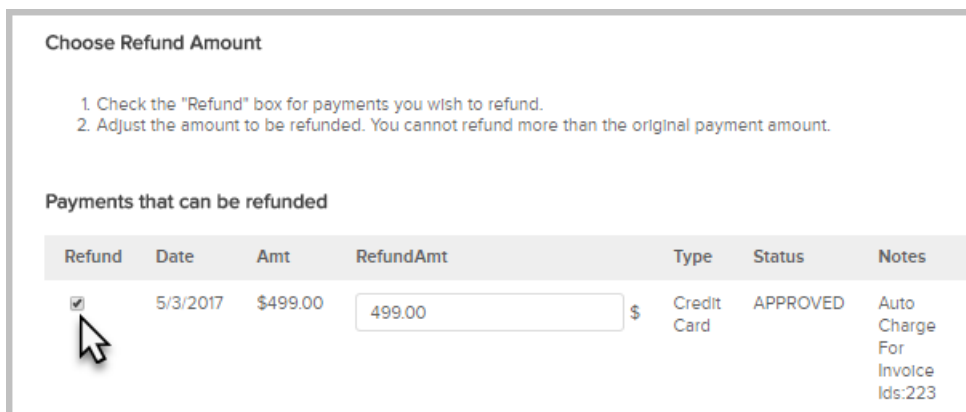 Choose Refund Amount
1. Check the "Refund" box for payments you wish to refund.
2. Adjust the amount to be refunded. You cannot refund more than the original payment amount.
Payments that can be refunded
Refund Date Amt RefundAmt Type Status Notes
5/3/2017 $499.00 499.00 $ Credit APPROVED Auto
Card Charge
For
Invoice
Ids:223